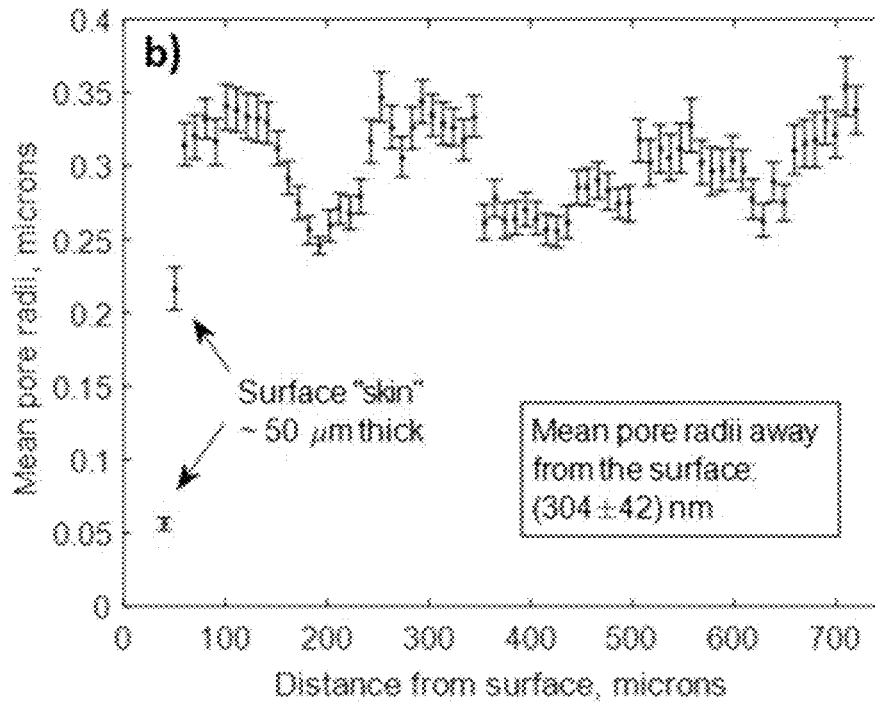 b)
0.4
0.35
0.3
0.25
0.2
0.15
0.1
0.05
0
Mean pore radii, microns
Surface "skin"
~ 50 μm thick
Mean pore radii away
from the surface:
(304±42) nm
0 100 200 300 400 500 600 700
Distance from surface, microns